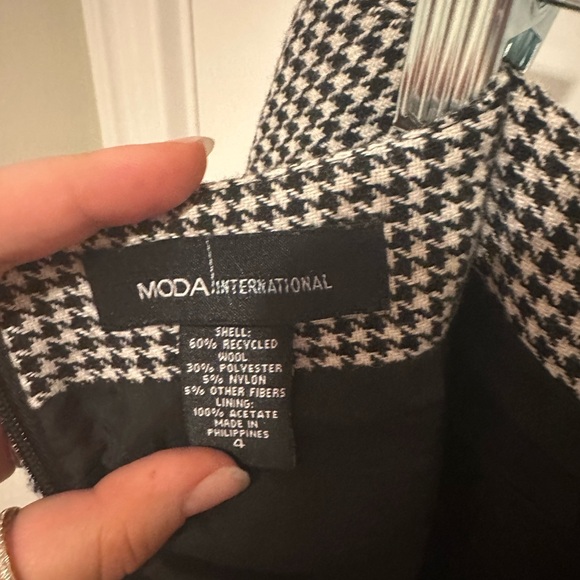 MODA INTERNATIONAL
SHELL:
60% RECYCLED
WOOL
30% POLYESTER
5% NYLON
5% OTHER FIBERS
LINING:
100% ACETATE
MADE IN
PHILIPPINES
4